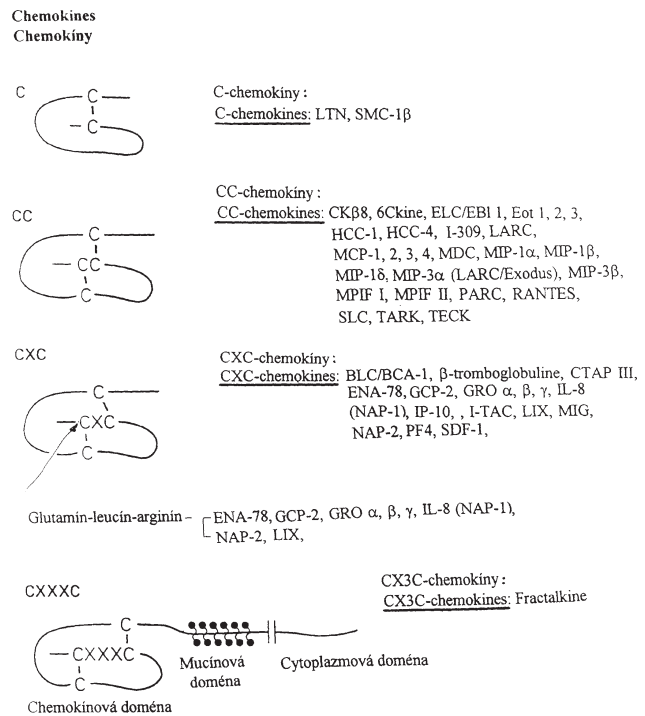 Chemokines
Chemokíny
C
C
C
C-chemokíny :
C-chemokines: LTN, SMC-1β
CC
C
CC
C
CC-chemokíny :
CC-chemokines: CKβ8, 6Ckine, ELC/EBl 1, Eot 1, 2, 3,
HCC-1, HCC-4, I-309, LARC,
MCP-1, 2, 3, 4, MDC, MIP-1α, MIP-1β,
MIP-1δ, MIP-3α (LARC/Exodus), MIP-3β,
MPIF I, MPIF II, PARC, RANTES,
SLC, TARK, TECK
CXC
C
CXC
C
CXC-chemokíny :
CXC-chemokines: BLC/BCA-1, β-tromboglobuline, CTAP III,
ENA-78, GCP-2, GRO α, β, γ, IL-8
(NAP-1), IP-10, , I-TAC, LIX, MIG,
NAP-2, PF4, SDF-1,
Glutamín-leucín-arginín – ENA-78, GCP-2, GRO α, β, γ, IL-8 (NAP-1),
NAP-2, LIX,
CXXXC
C
CXXXC
C
CX3C-chemokíny :
CX3C-chemokines: Fractalkine
Mucínová
doména
Cytoplazmová doména
Chemokínová doména